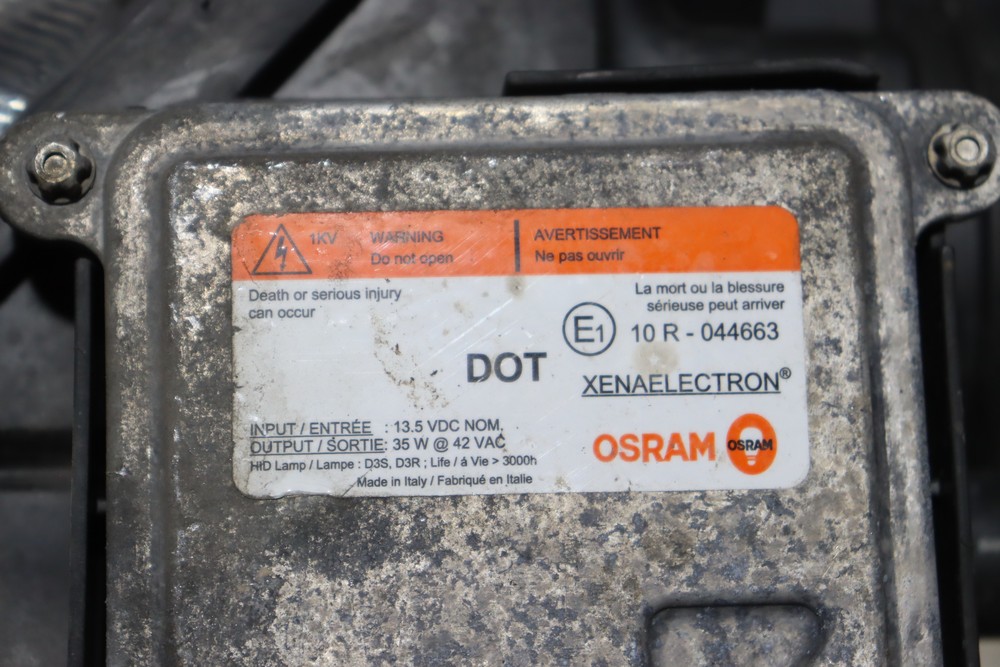 1KV WARNING
Do not open
AVERTISSEMENT
Ne pas ouvrir
Death or serious injury
can occur
La mort ou la blessure
sérieuse peut arriver
E1 10 R - 044663
DOT
XENAELECTRON®
INPUT / ENTRÉE : 13.5 VDC NOM.
OUTPUT / SORTIE: 35 W @ 42 VAC
HID Lamp / Lampe : D3S, D3R ; Life / á Vie > 3000h
Made in Italy / Fabriqué en Italie
OSRAM OSRAM